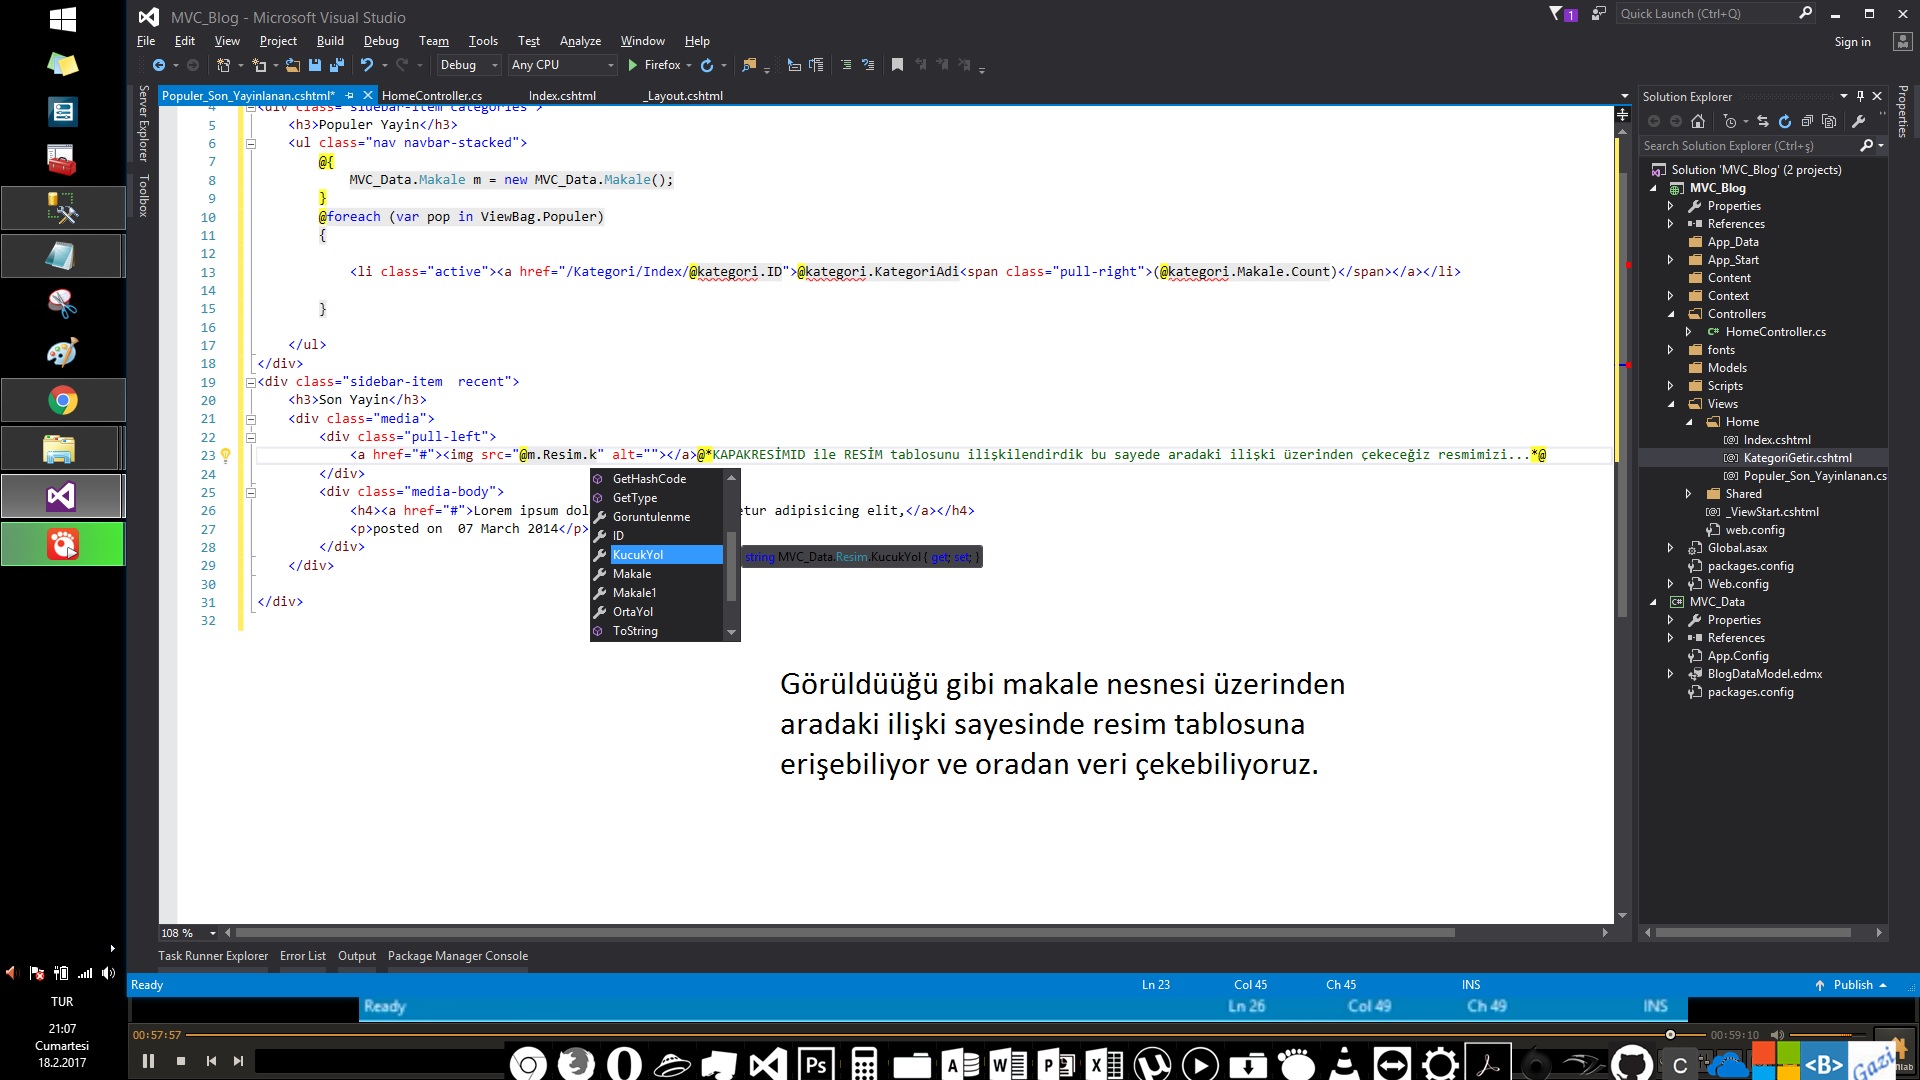 MVC_Blog - Microsoft Visual Studio
1
Quick Launch (Ctrl+Q)
File Edit View Project Build Debug Team Tools Test Analyze Window Help
Sign in
Debug Any CPU Firefox
Server Explorer
Toolbox
Properties
Populer_Son_Yayinlanan.cshtml* HomeController.cs Index.cshtml _Layout.cshtml
4 <div class="sidebar-item categories">
5 <h3>Populer Yayin</h3>
6 <ul class="nav navbar-stacked">
7 @{
8 MVC_Data.Makale m = new MVC_Data.Makale();
9 }
10 @foreach (var pop in ViewBag.Populer)
11 {
12
13 <li class="active"><a href="/Kategori/Index/@kategori.ID">@kategori.KategoriAdi<span class="pull-right">(@kategori.Makale.Count)</span></a></li>
14
15 }
16
17 </ul>
18 </div>
19 <div class="sidebar-item  recent">
20 <h3>Son Yayin</h3>
21 <div class="media">
22 <div class="pull-left">
23 <a href="#"><img src="@m.Resim.k" alt=""></a>@*KAPAKRESİMID ile RESİM tablosunu ilişkilendirdik bu sayede aradaki ilişki üzerinden çekeceğiz resmimizi...*@
24 </div>
25 <div class="media-body">
26 <h4><a href="#">Lorem ipsum dol etur adipisicing elit,</a></h4>
27 <p>posted on  07 March 2014</p>
28 </div>
29 </div>
30
31 </div>
32
GetHashCode
GetType
Goruntulenme
ID
KucukYol
Makale
Makale1
OrtaYol
ToString
string MVC_Data.Resim.KucukYol { get; set; }
Görüldüüğü gibi makale nesnesi üzerinden
aradaki ilişki sayesinde resim tablosuna
erişebiliyor ve oradan veri çekebiliyoruz.
Solution Explorer
Search Solution Explorer (Ctrl+ş)
Solution 'MVC_Blog' (2 projects)
MVC_Blog
Properties
References
App_Data
App_Start
Content
Context
Controllers
C# HomeController.cs
fonts
Models
Scripts
Views
Home
Index.cshtml
KategoriGetir.cshtml
Populer_Son_Yayinlanan.cs
Shared
_ViewStart.cshtml
web.config
Global.asax
packages.config
Web.config
C# MVC_Data
Properties
References
App.Config
BlogDataModel.edmx
packages.config
108 %
Task Runner Explorer Error List Output Package Manager Console
Ready Ln 23 Col 45 Ch 45 INS Publish
Ready Ln 26 Col 49 Ch 49 INS
TUR
21:07
Cumartesi
18.2.2017
00:57:57 00:59:10
Ps
C
<B>
Gazi
lab